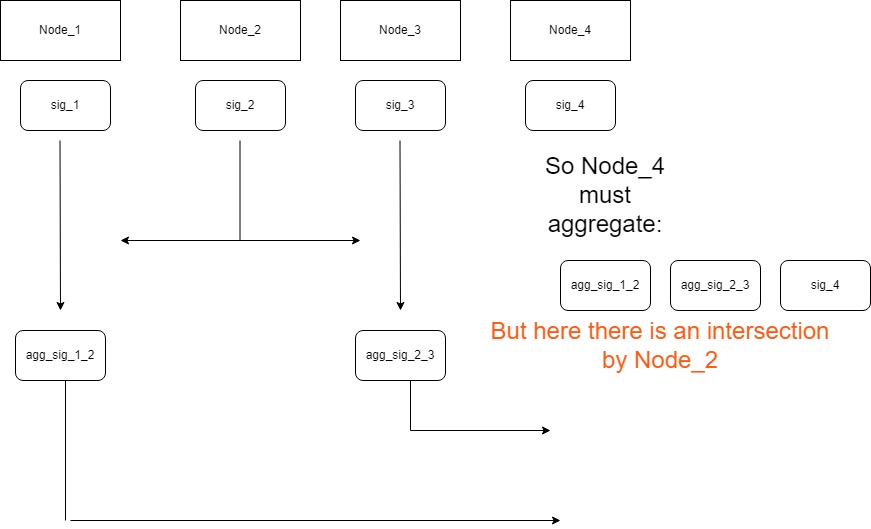 Node_1
Node_2
Node_3
Node_4
sig_1
sig_2
sig_3
sig_4
So Node_4
must
aggregate:
agg_sig_1_2
agg_sig_2_3
sig_4
But here there is an intersection
by Node_2
agg_sig_1_2
agg_sig_2_3